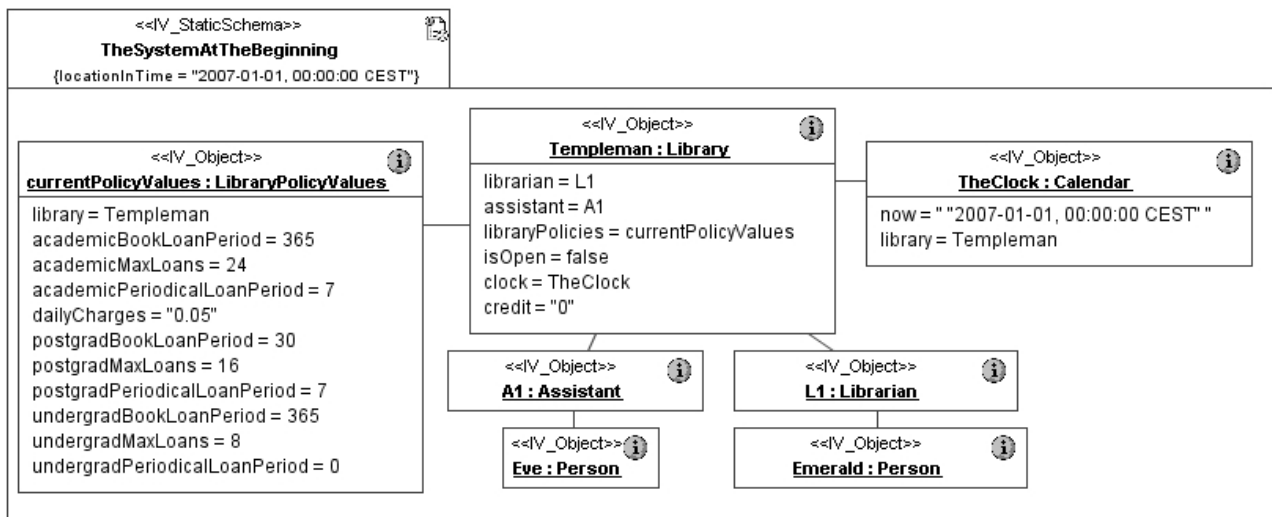 <<IV_StaticSchema>>
TheSystemAtTheBeginning
{locationInTime = "2007-01-01, 00:00:00 CEST"}
<<IV_Object>>
currentPolicyValues : LibraryPolicyValues
library = Templeman
academicBookLoanPeriod = 365
academicMaxLoans = 24
academicPeriodicalLoanPeriod = 7
dailyCharges = "0.05"
postgradBookLoanPeriod = 30
postgradMaxLoans = 16
postgradPeriodicalLoanPeriod = 7
undergradBookLoanPeriod = 365
undergradMaxLoans = 8
undergradPeriodicalLoanPeriod = 0
<<IV_Object>>
Templeman : Library
librarian = L1
assistant = A1
libraryPolicies = currentPolicyValues
isOpen = false
clock = TheClock
credit = "0"
<<IV_Object>>
TheClock : Calendar
now = " "2007-01-01, 00:00:00 CEST" "
library = Templeman
<<IV_Object>>
A1 : Assistant
<<IV_Object>>
L1 : Librarian
<<IV_Object>>
Eve : Person
<<IV_Object>>
Emerald : Person